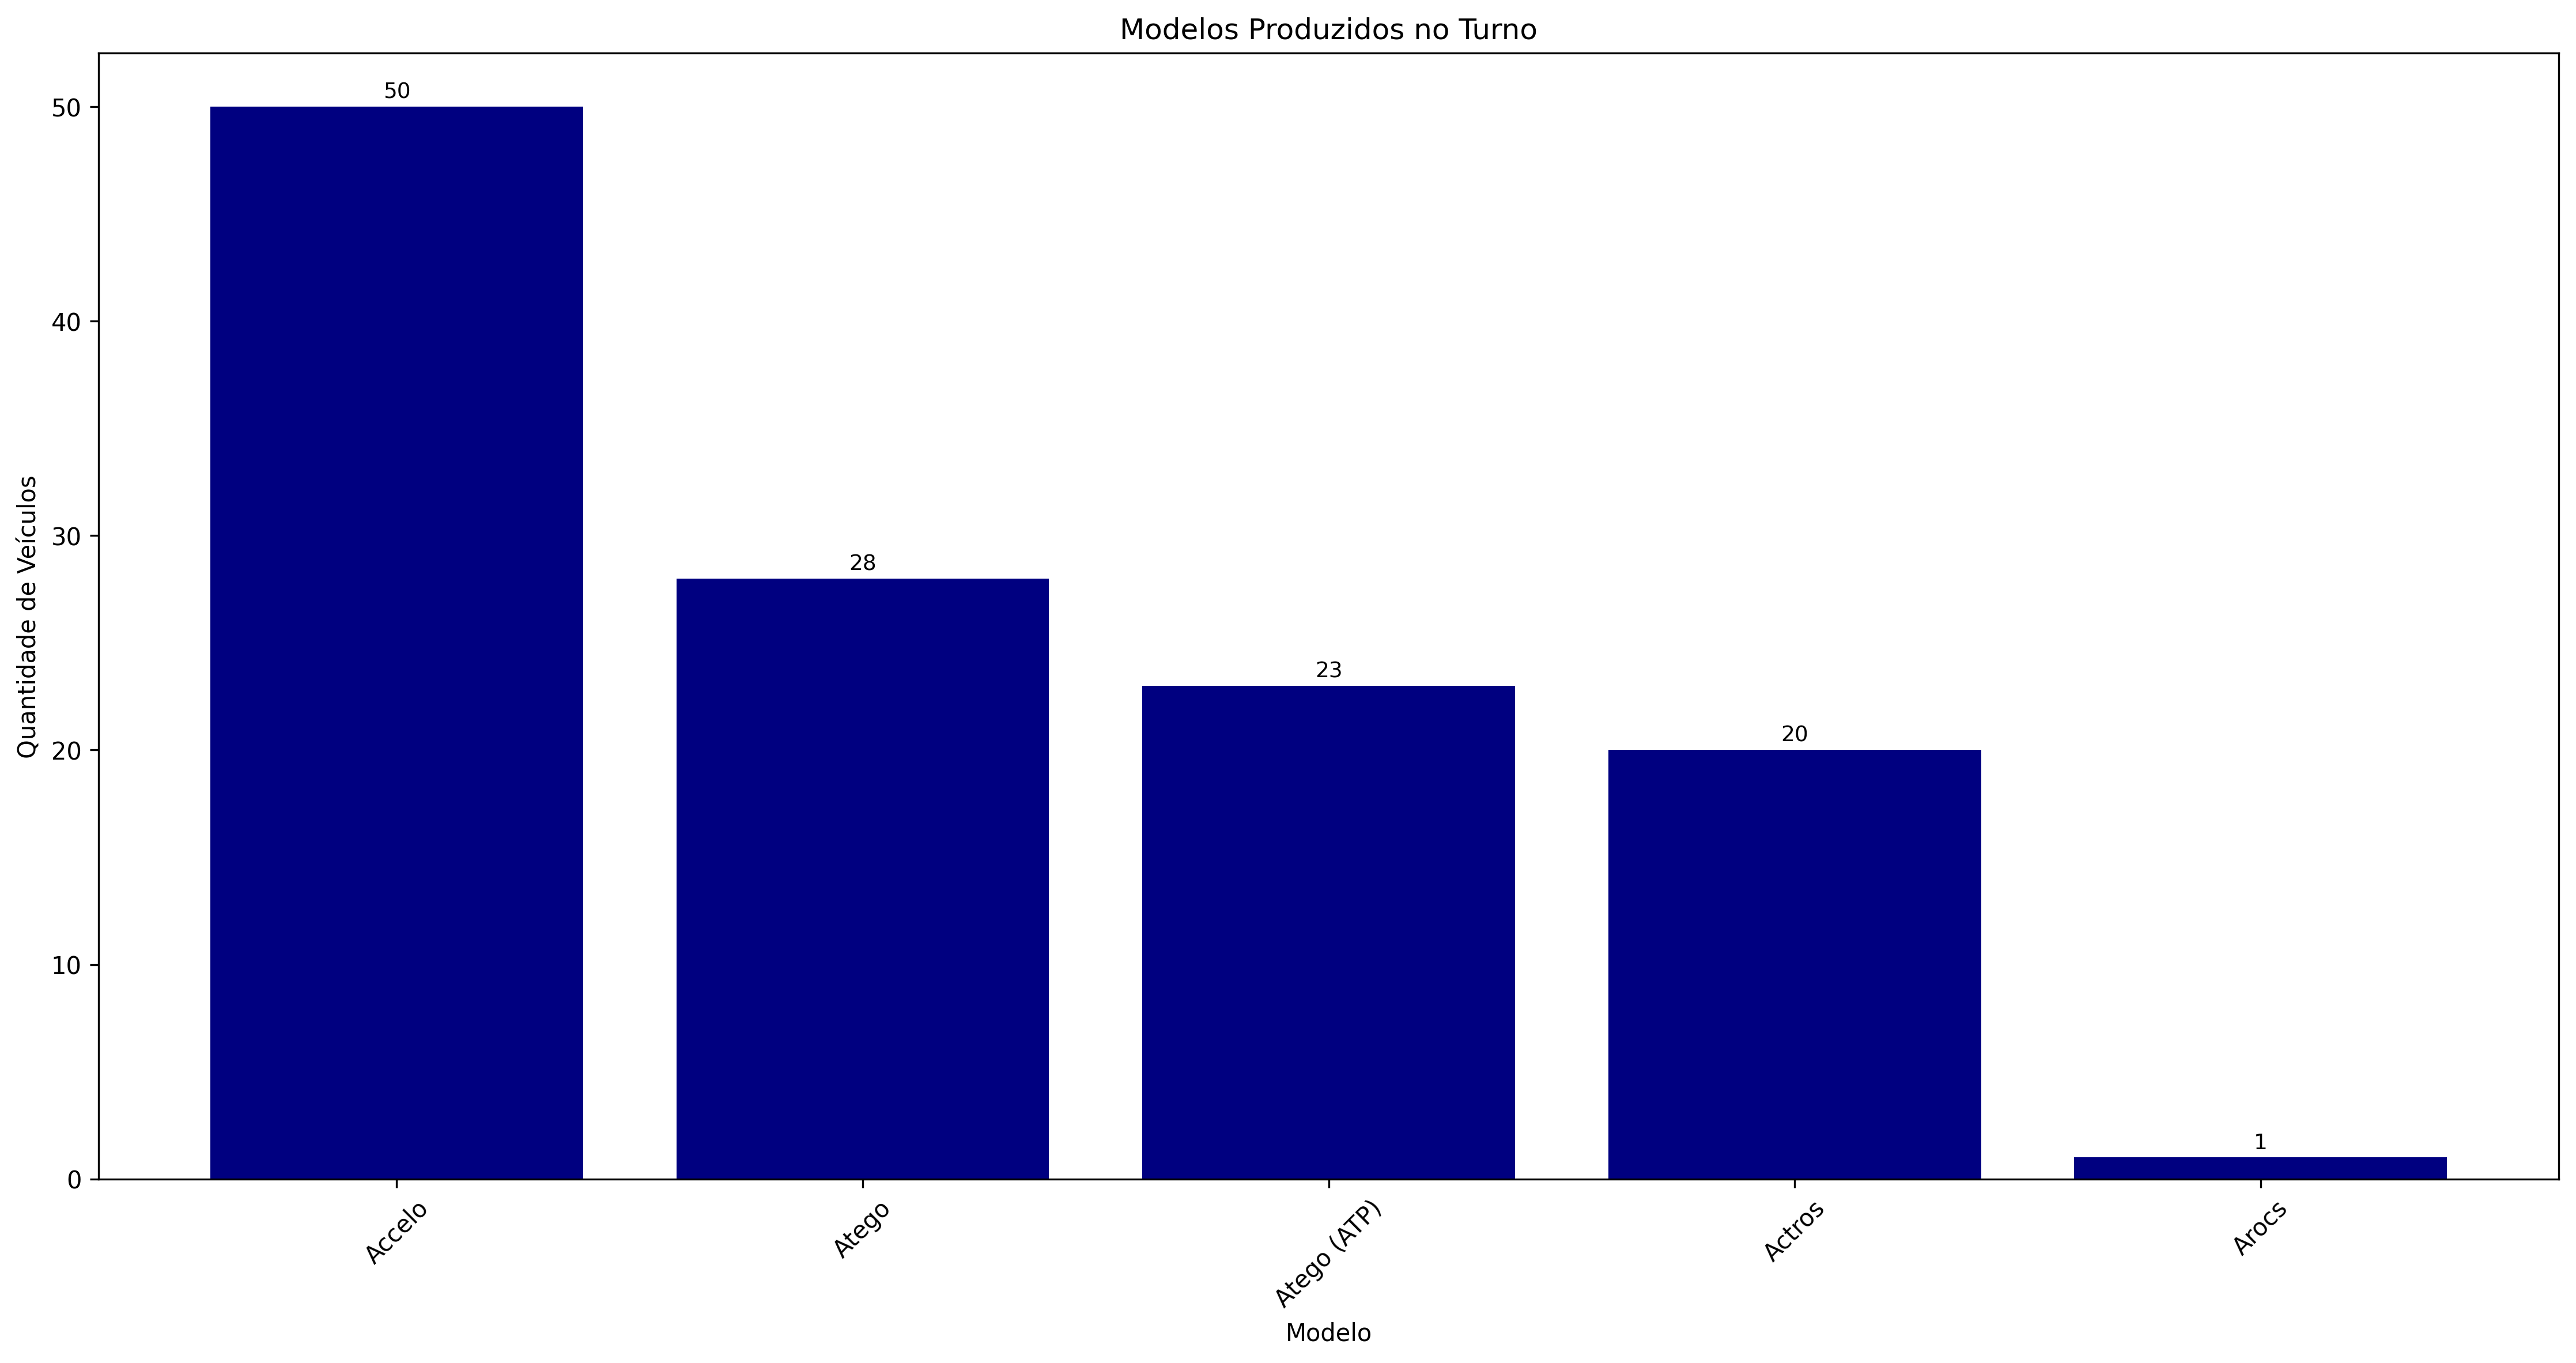 Modelos Produzidos no Turno
Quantidade de Veículos
50
40
30
20
10
0
50
28
23
20
1
Accelo
Atego
Atego (ATP)
Actros
Arocs
Modelo